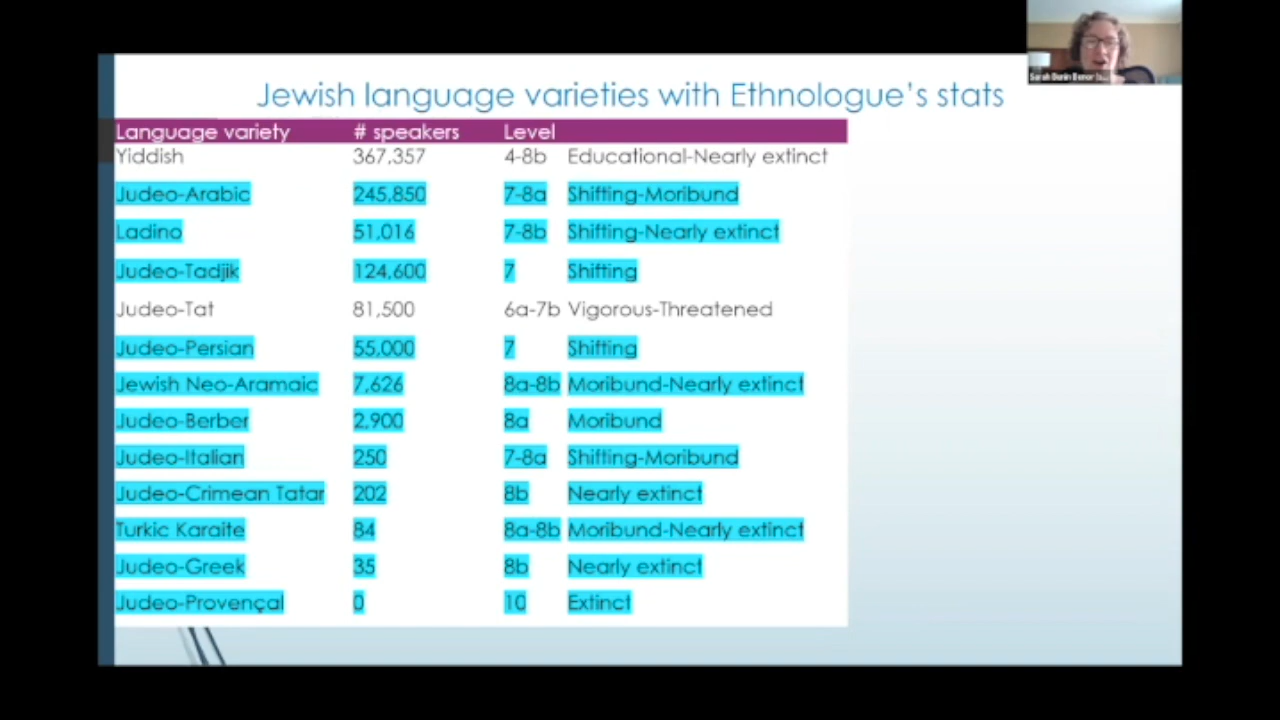 Jewish language varieties with Ethnologue's stats
Language variety # speakers Level
Yiddish 367,357 4-8b Educational-Nearly extinct
Judeo-Arabic 245,850 7-8a Shifting-Moribund
Ladino 51,016 7-8b Shifting-Nearly extinct
Judeo-Tadjik 124,600 7 Shifting
Judeo-Tat 81,500 6a-7b Vigorous-Threatened
Judeo-Persian 55,000 7 Shifting
Jewish Neo-Aramaic 7,626 8a-8b Moribund-Nearly extinct
Judeo-Berber 2,900 8a Moribund
Judeo-Italian 250 7-8a Shifting-Moribund
Judeo-Crimean Tatar 202 8b Nearly extinct
Turkic Karaite 84 8a-8b Moribund-Nearly extinct
Judeo-Greek 35 8b Nearly extinct
Judeo-Provençal 0 10 Extinct
Sarah Bunin Benor